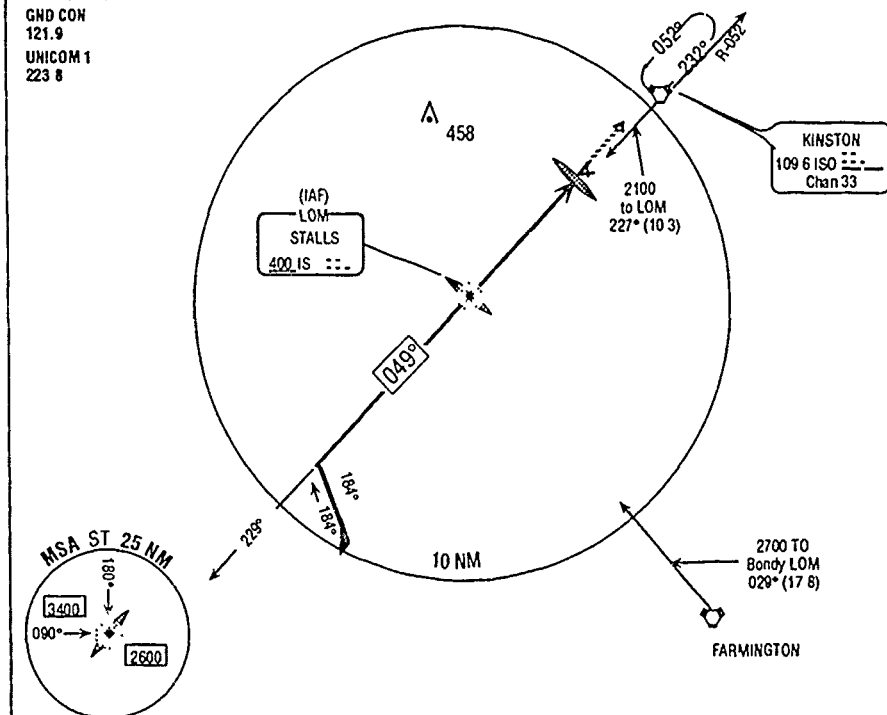 GND CON
121.9
UNICOM 1
223 8
052°
232°
R-052°
458
KINSTON
109 6 ISO
Chan 33
2100
to LOM
227° (10 3)
(IAF)
LOM
STALLS
400 IS
049°
184°
184°
229°
10 NM
2700 TO
Bondy LOM
029° (17 8)
FARMINGTON
MSA ST 25 NM
180°
3400
090°
2600